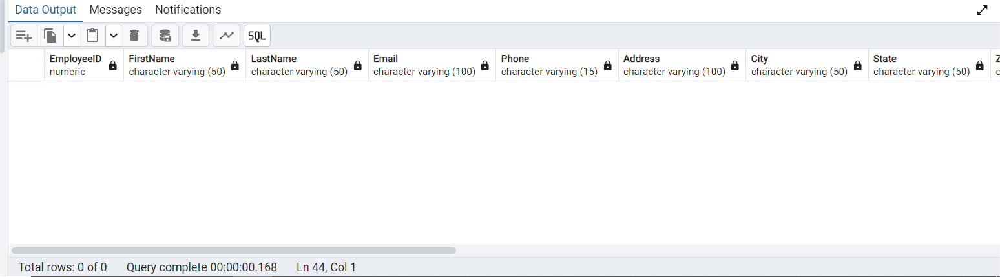 Data Output Messages Notifications
SQL
EmployeeID FirstName LastName Email Phone Address City State Z
numeric character varying (50) character varying (50) character varying (100) character varying (15) character varying (100) character varying (50) character varying (50) c
Total rows: 0 of 0 Query complete 00:00:00.168 Ln 44, Col 1